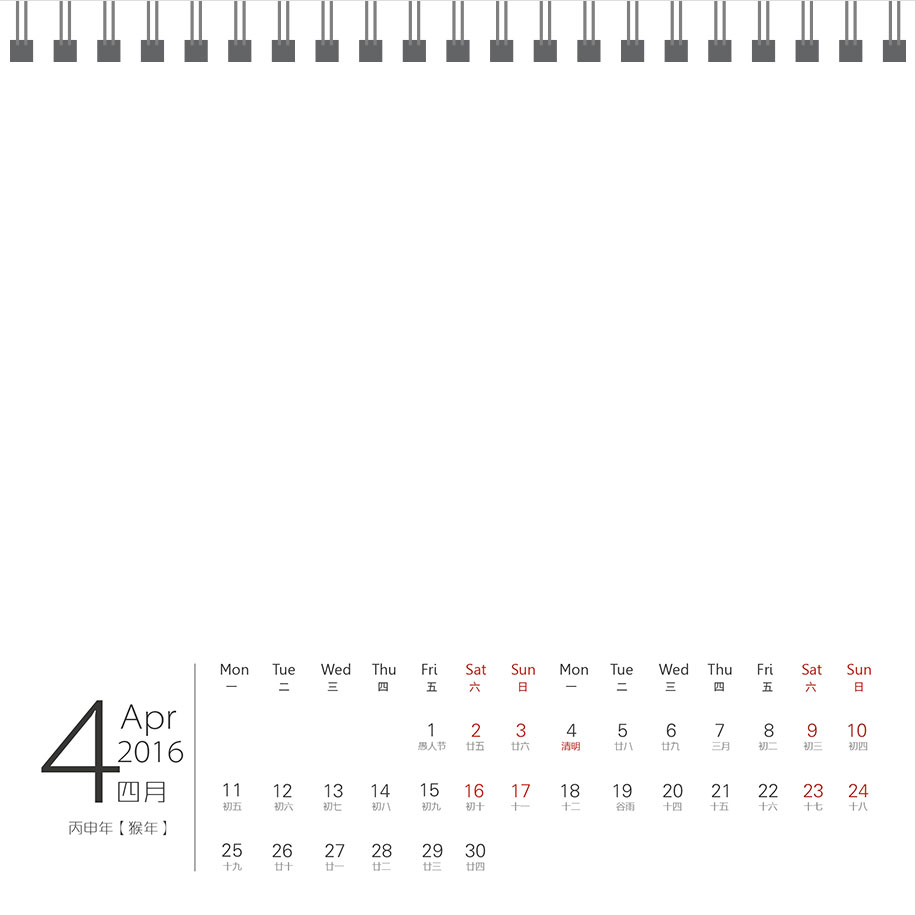 4
Apr
2016
四月
丙申年【猴年】
Mon Tue Wed Thu Fri Sat Sun Mon Tue Wed Thu Fri Sat Sun
一 二 三 四 五 六 日 一 二 三 四 五 六 日
1 2 3 4 5 6 7 8 9 10
愚人节 廿五 廿六 清明 廿八 廿九 三月 初二 初三 初四
11 12 13 14 15 16 17 18 19 20 21 22 23 24
初五 初六 初七 初八 初九 初十 十一 十二 谷雨 十四 十五 十六 十七 十八
25 26 27 28 29 30
十九 廿十 廿一 廿二 廿三 廿四